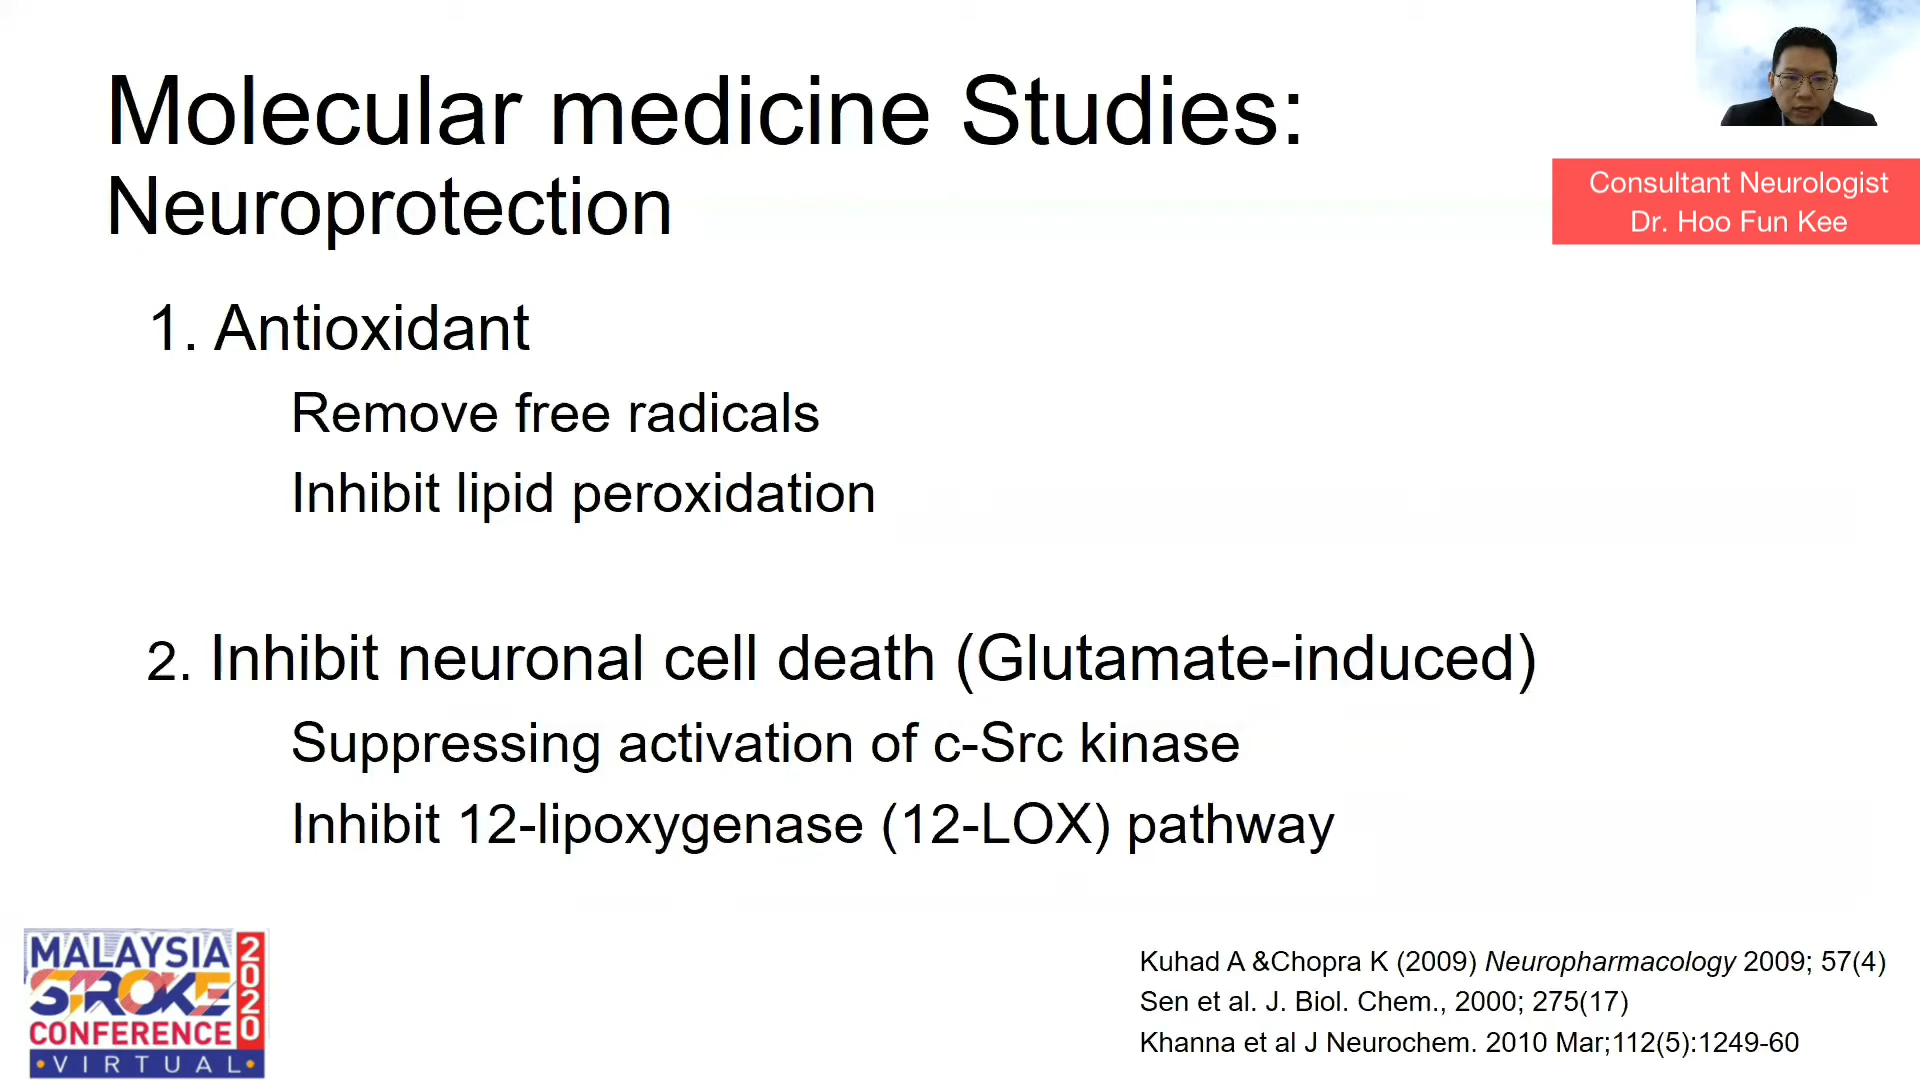 Molecular medicine Studies:
Neuroprotection
Consultant Neurologist
Dr. Hoo Fun Kee
1. Antioxidant
Remove free radicals
Inhibit lipid peroxidation
2. Inhibit neuronal cell death (Glutamate-induced)
Suppressing activation of c-Src kinase
Inhibit 12-lipoxygenase (12-LOX) pathway
MALAYSIA
STROKE
CONFERENCE
2020
VIRTUAL
Kuhad A &Chopra K (2009) Neuropharmacology 2009; 57(4)
Sen et al. J. Biol. Chem., 2000; 275(17)
Khanna et al J Neurochem. 2010 Mar;112(5):1249-60